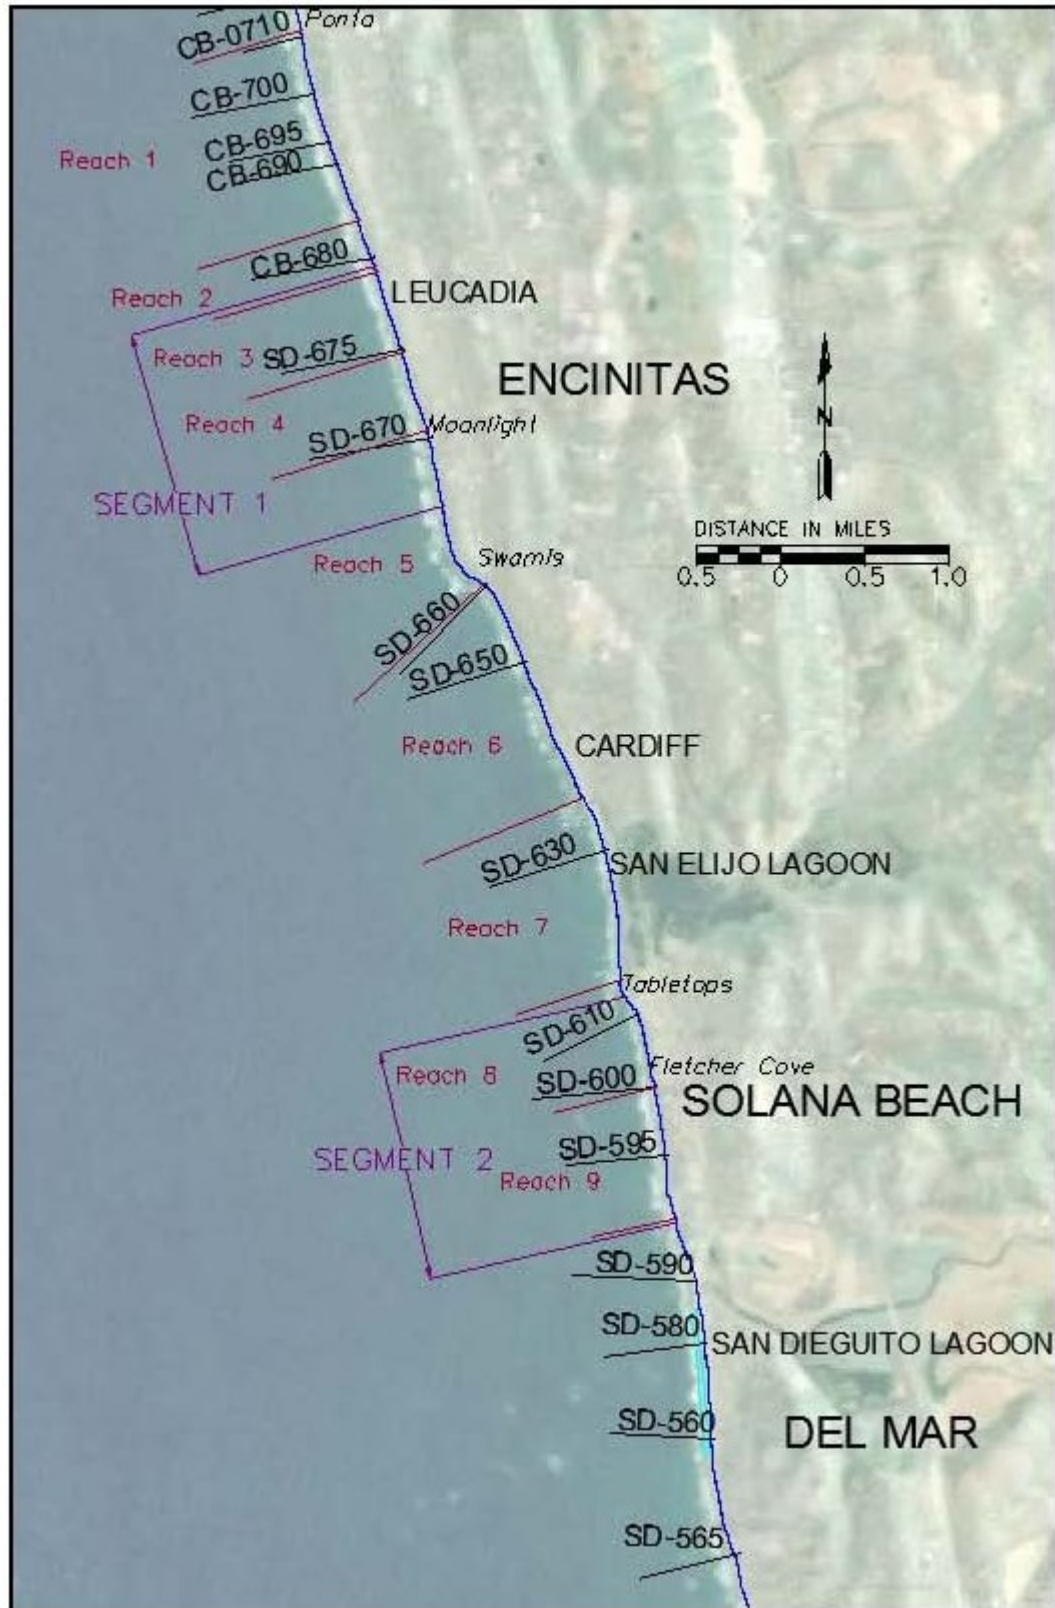 Ponta
CB-0710
CB-700
CB-695
Reach 1
CB-690
CB-680
Reach 2
LEUCADIA
Reach 3
SD-675
ENCINITAS
Reach 4
SD-670
Moonlight
N
SEGMENT 1
DISTANCE IN MILES
0.5 0 0.5 1.0
Reach 5
Swamis
SD-660
SD-650
Reach 6
CARDIFF
SD-630
SAN ELIJO LAGOON
Reach 7
Tabletops
SD-610
Reach 8
SD-600
Fletcher Cove
SOLANA BEACH
SD-595
SEGMENT 2
Reach 9
SD-590
SD-580
SAN DIEGUITO LAGOON
SD-560
DEL MAR
SD-565